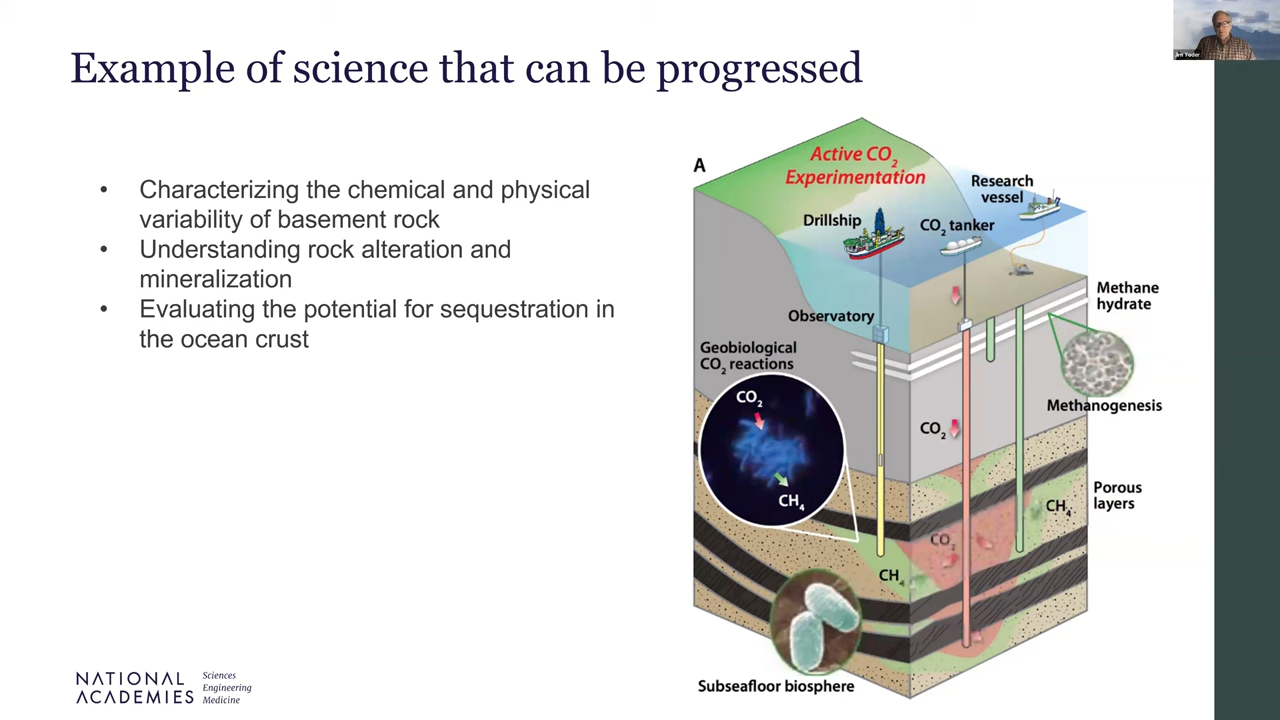 Example of science that can be progressed
Jim Yoder
• Characterizing the chemical and physical
variability of basement rock
• Understanding rock alteration and
mineralization
• Evaluating the potential for sequestration in
the ocean crust
A
Active CO₂
Experimentation
Research
vessel
Drillship
CO₂ tanker
Methane
hydrate
Observatory
Geobiological
CO₂ reactions
CO₂
CH₄
Methanogenesis
CO₂
Porous
layers
CH₄
CO₂
CH₄
Subseafloor biosphere
NATIONAL
ACADEMIES
Sciences
Engineering
Medicine